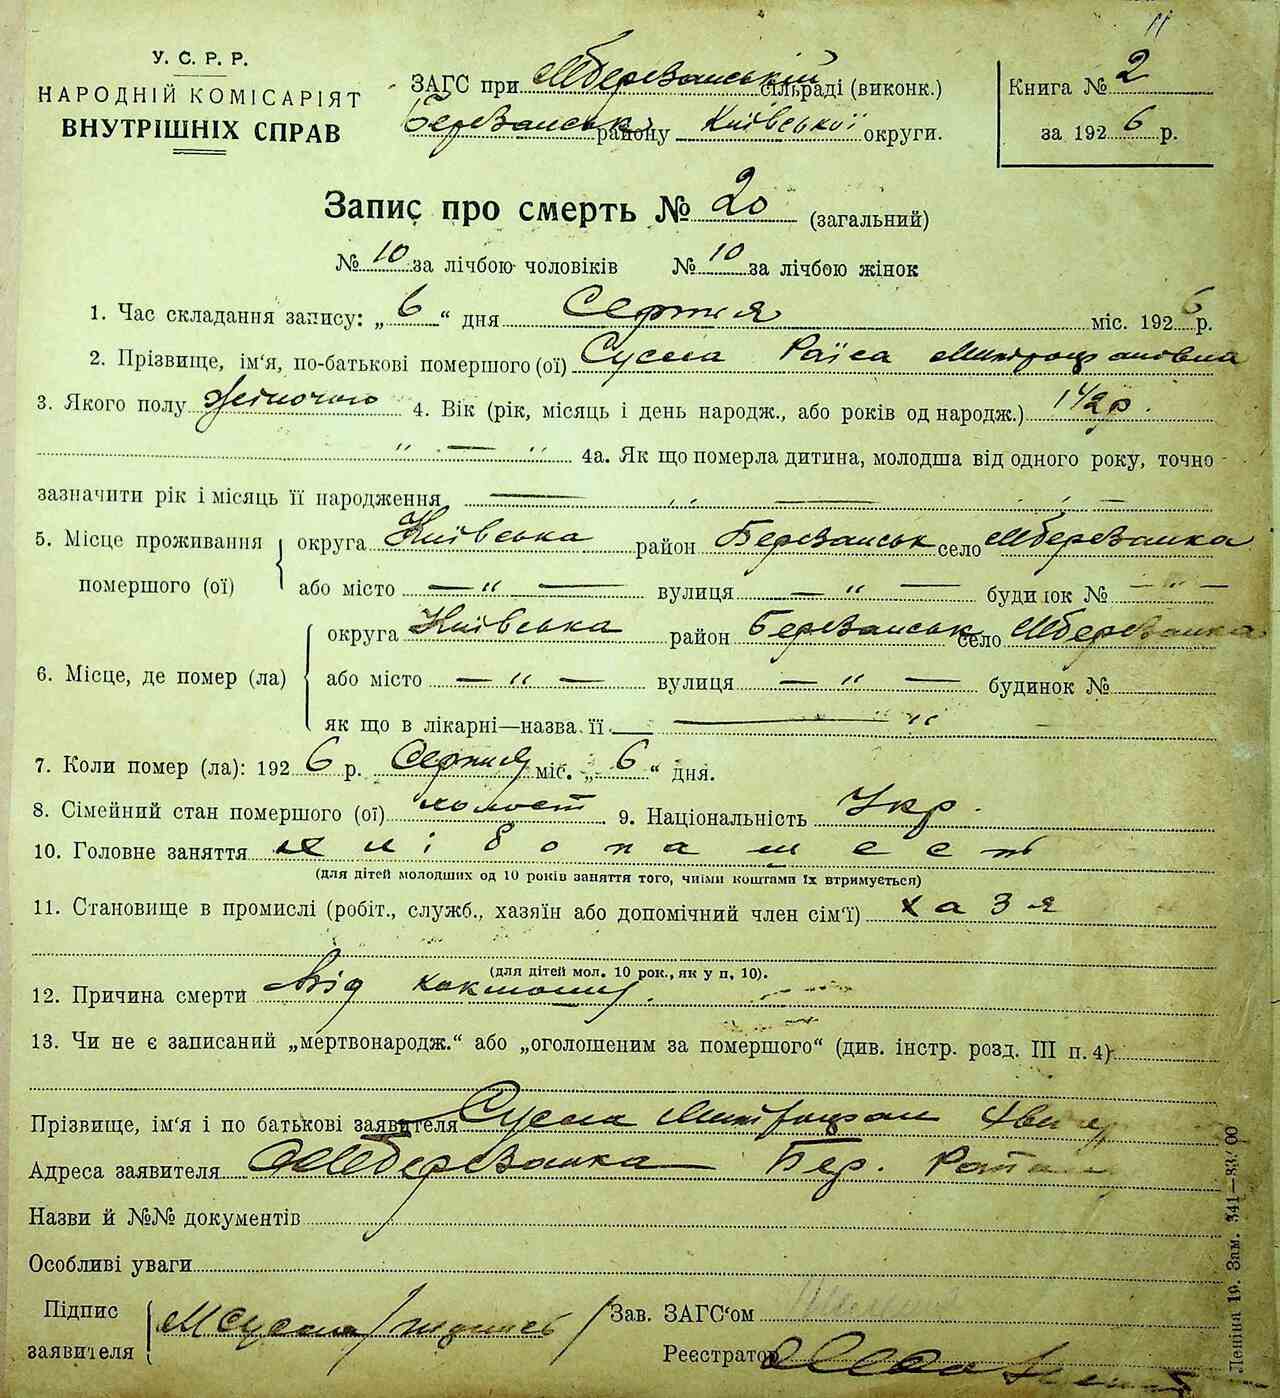 11
У. С. Р. Р.
НАРОДНІЙ КОМІСАРІЯТ
ВНУТРІШНІХ СПРАВ
ЗАГС при МберезанськІй сільраді (виконк.)
Березанськ району Київської округи.
Книга № 2
за 1926 р.
Запис про смерть № 20 (загальний)
№ 10 за лічбою чоловіків № 10 за лічбою жінок
1. Час складання запису: „6“ дня Серпня міс. 1926 р.
2. Прізвище, ім‘я, по-батькові помершого (ої) Сусла Раїса
3. Якого полу жіночого 4. Вік (рік, місяць і день народж., або років од народж.) 1 1/2 р.
" — " 4а. Як що померла дитина, молодша від одного року, точно
зазначити рік і місяць її народження — " —
5. Місце проживання помершого (ої) округа Київська район Березанськ село Мберезанка
або місто — " — вулиця — " — будинок № — " —
6. Місце, де помер (ла) округа Київська район Березанськ село Мберезанка
або місто — " — вулиця — " — будинок №
як що в лікарні—назва її — "
7. Коли помер (ла): 1926 р. Серпня міс. „6“ дня.
8. Сімейний стан помершого (ої) холост 9. Національність Укр.
10. Головне заняття хлібопашест
(для дітей молодших од 10 років заняття того, чиїми коштами їх втримується)
11. Становище в промислі (робіт., служб., хазяїн або допомічний член сім‘ї) хазя
(для дітей мол. 10 рок., як у п. 10).
12. Причина смерти Від
13. Чи не є записаний „мертвонародж.“ або „оголошеним за помершого“ (див. інстр. розд. III п. 4)
Прізвище, ім‘я і по батькові заявителя Сусла
Адреса заявителя Мберезанка Бер.
Назви й №№ документів
Особливі уваги
Підпис заявителя М Сусла
Зав. ЗАГС‘ом
Реєстратор